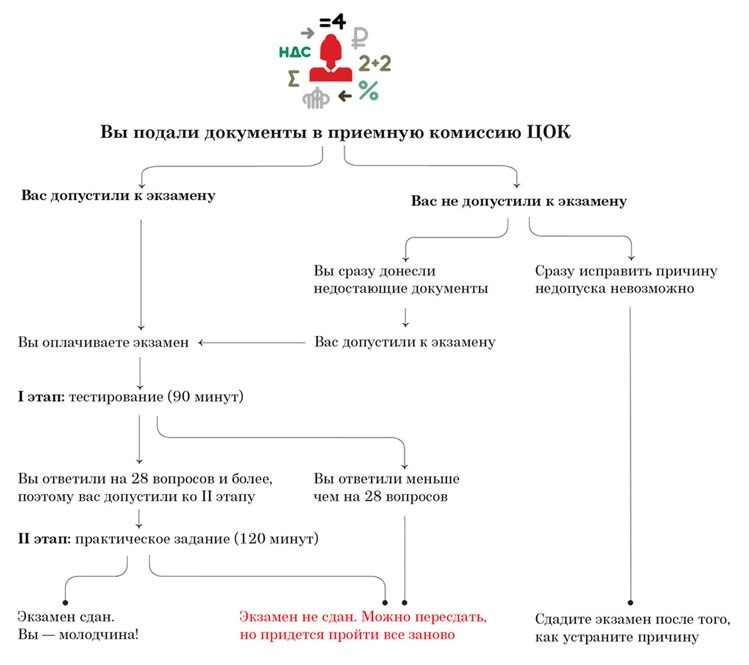 =4
НДС
₽
2+2
Σ
%
Вы подали документы в приемную комиссию ЦОК
Вас допустили к экзамену
Вас не допустили к экзамену
Вы сразу донесли
недостающие документы
Сразу исправить причину
недопуска невозможно
Вы оплачиваете экзамен
Вас допустили к экзамену
I этап: тестирование (90 минут)
Вы ответили на 28 вопросов и более,
поэтому вас допустили ко II этапу
Вы ответили меньше
чем на 28 вопросов
II этап: практическое задание (120 минут)
Экзамен сдан.
Вы — молодчина!
Экзамен не сдан. Можно пересдать,
но придется пройти все заново
Сдадите экзамен после того,
как устраните причину